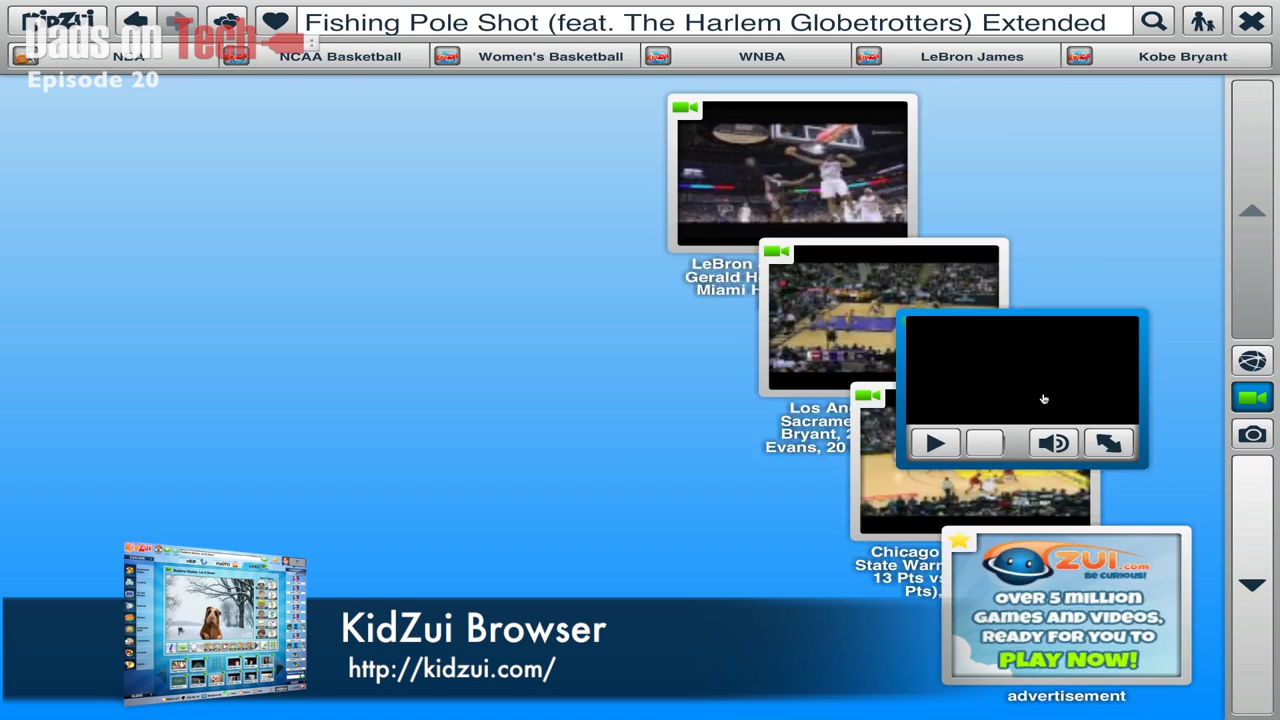 KidZui
Fishing Pole Shot (feat. The Harlem Globetrotters) Extended
Dads on Tech
Episode 20
NBA
NCAA Basketball
Women's Basketball
WNBA
LeBron James
Kobe Bryant
LeBron
Gerald H
Miami H
Los An
Sacrame
Bryant, 2
Evans, 20
Chicago
State Warr
13 Pts vs
Pts),
ZUI.com
BE CURIOUS!
OVER 5 MILLION
GAMES AND VIDEOS,
READY FOR YOU TO
PLAY NOW!
advertisement
KidZui
KidZui Browser
http://kidzui.com/